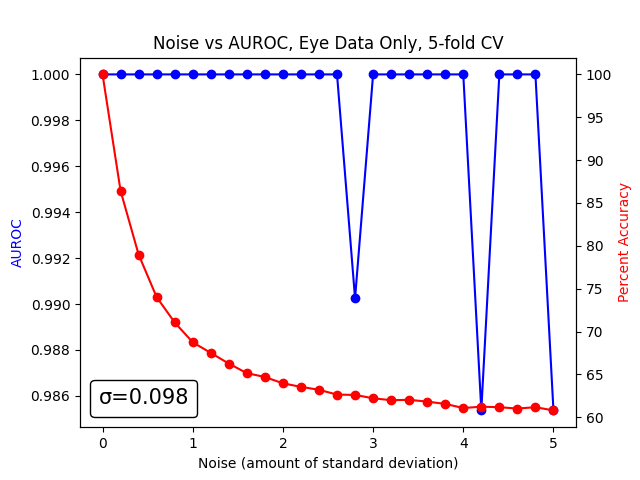 Noise vs AUROC, Eye Data Only, 5-fold CV
1.000
0.998
0.996
0.994
0.992
0.990
0.988
0.986
AUROC
100
95
90
85
80
75
70
65
60
Percent Accuracy
σ=0.098
0 1 2 3 4 5
Noise (amount of standard deviation)